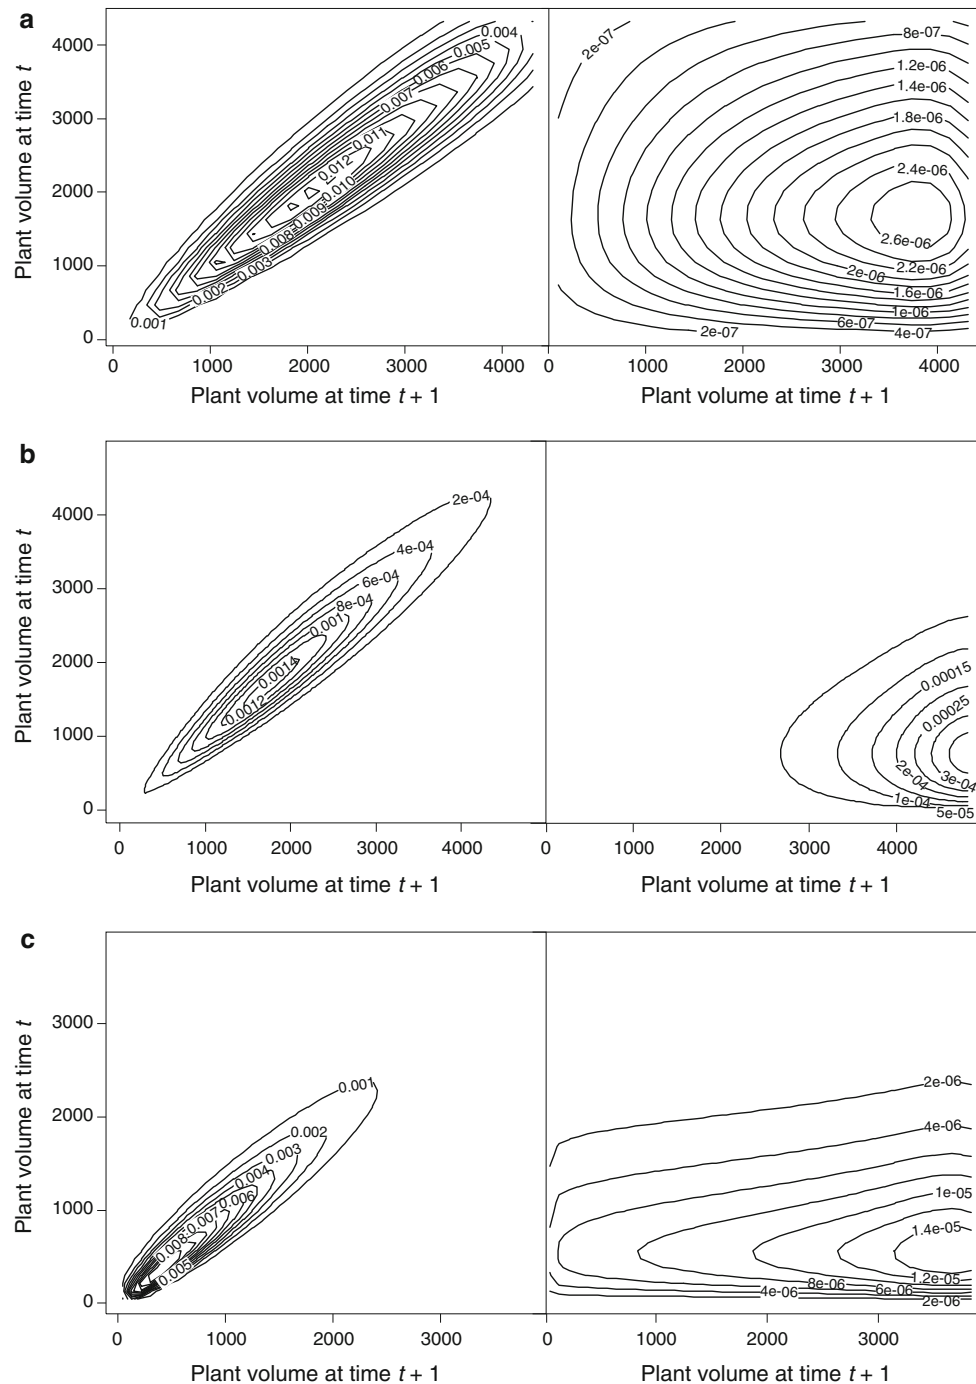 a
Plant volume at time t
4000
3000
2000
1000
0
0.004
0.005
0.006
0.007
0.011
0.012
0.010
0.009
0.008
0.003
0.002
0.001
0 1000 2000 3000 4000
Plant volume at time t + 1
2e-07
8e-07
1.2e-06
1.4e-06
1.8e-06
2.4e-06
2.6e-06
2.2e-06
2e-06
1.6e-06
1e-06
6e-07
4e-07
2e-07
0 1000 2000 3000 4000
Plant volume at time t + 1
b
Plant volume at time t
4000
3000
2000
1000
0
2e-04
4e-04
6e-04
8e-04
0.001
0.0014
0.0012
0 1000 2000 3000 4000
Plant volume at time t + 1
0.00015
0.00025
2e-04
3e-04
1e-04
5e-05
0 1000 2000 3000 4000
Plant volume at time t + 1
c
Plant volume at time t
3000
2000
1000
0
0.001
0.002
0.003
0.004
0.006
0.007
0.008
0.005
0 1000 2000 3000
Plant volume at time t + 1
2e-06
4e-06
1e-05
1.4e-05
1.2e-05
8e-06
6e-06
4e-06
2e-06
0 1000 2000 3000
Plant volume at time t + 1